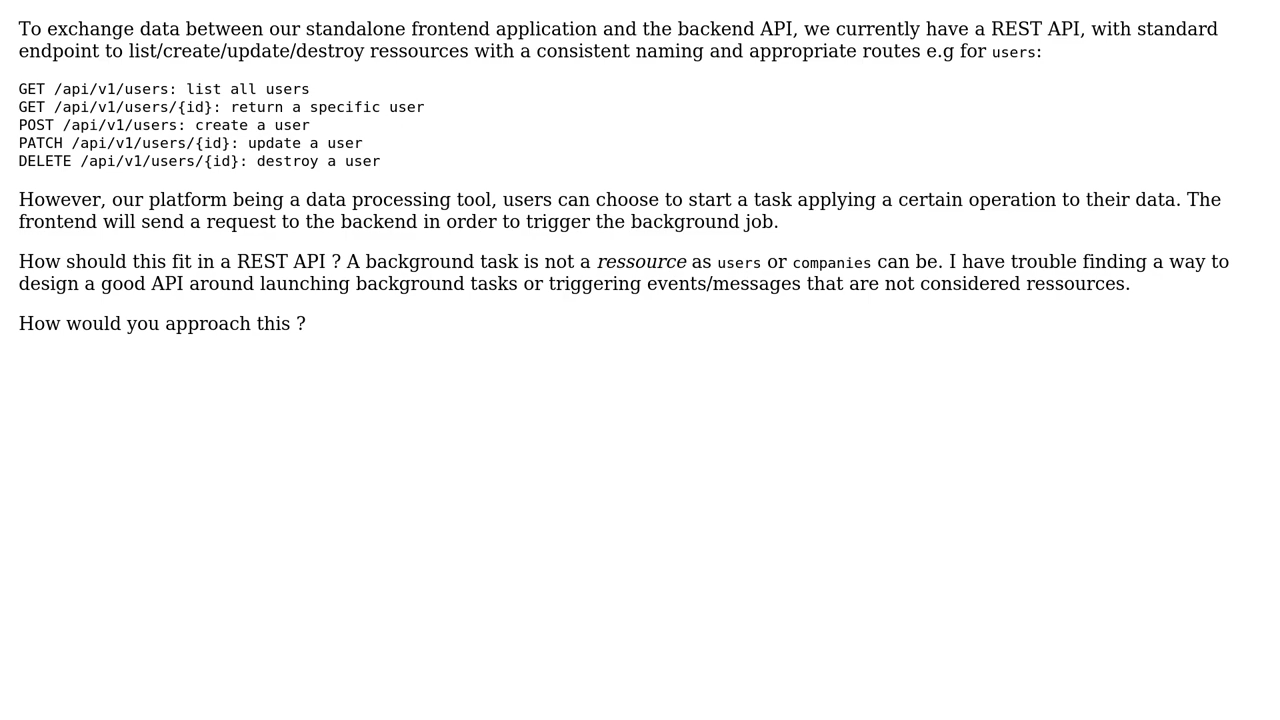 To exchange data between our standalone frontend application and the backend API, we currently have a REST API, with standard
endpoint to list/create/update/destroy ressources with a consistent naming and appropriate routes e.g for users:
GET /api/v1/users: list all users
GET /api/v1/users/{id}: return a specific user
POST /api/v1/users: create a user
PATCH /api/v1/users/{id}: update a user
DELETE /api/v1/users/{id}: destroy a user
However, our platform being a data processing tool, users can choose to start a task applying a certain operation to their data. The
frontend will send a request to the backend in order to trigger the background job.
How should this fit in a REST API ? A background task is not a ressource as users or companies can be. I have trouble finding a way to
design a good API around launching background tasks or triggering events/messages that are not considered ressources.
How would you approach this ?